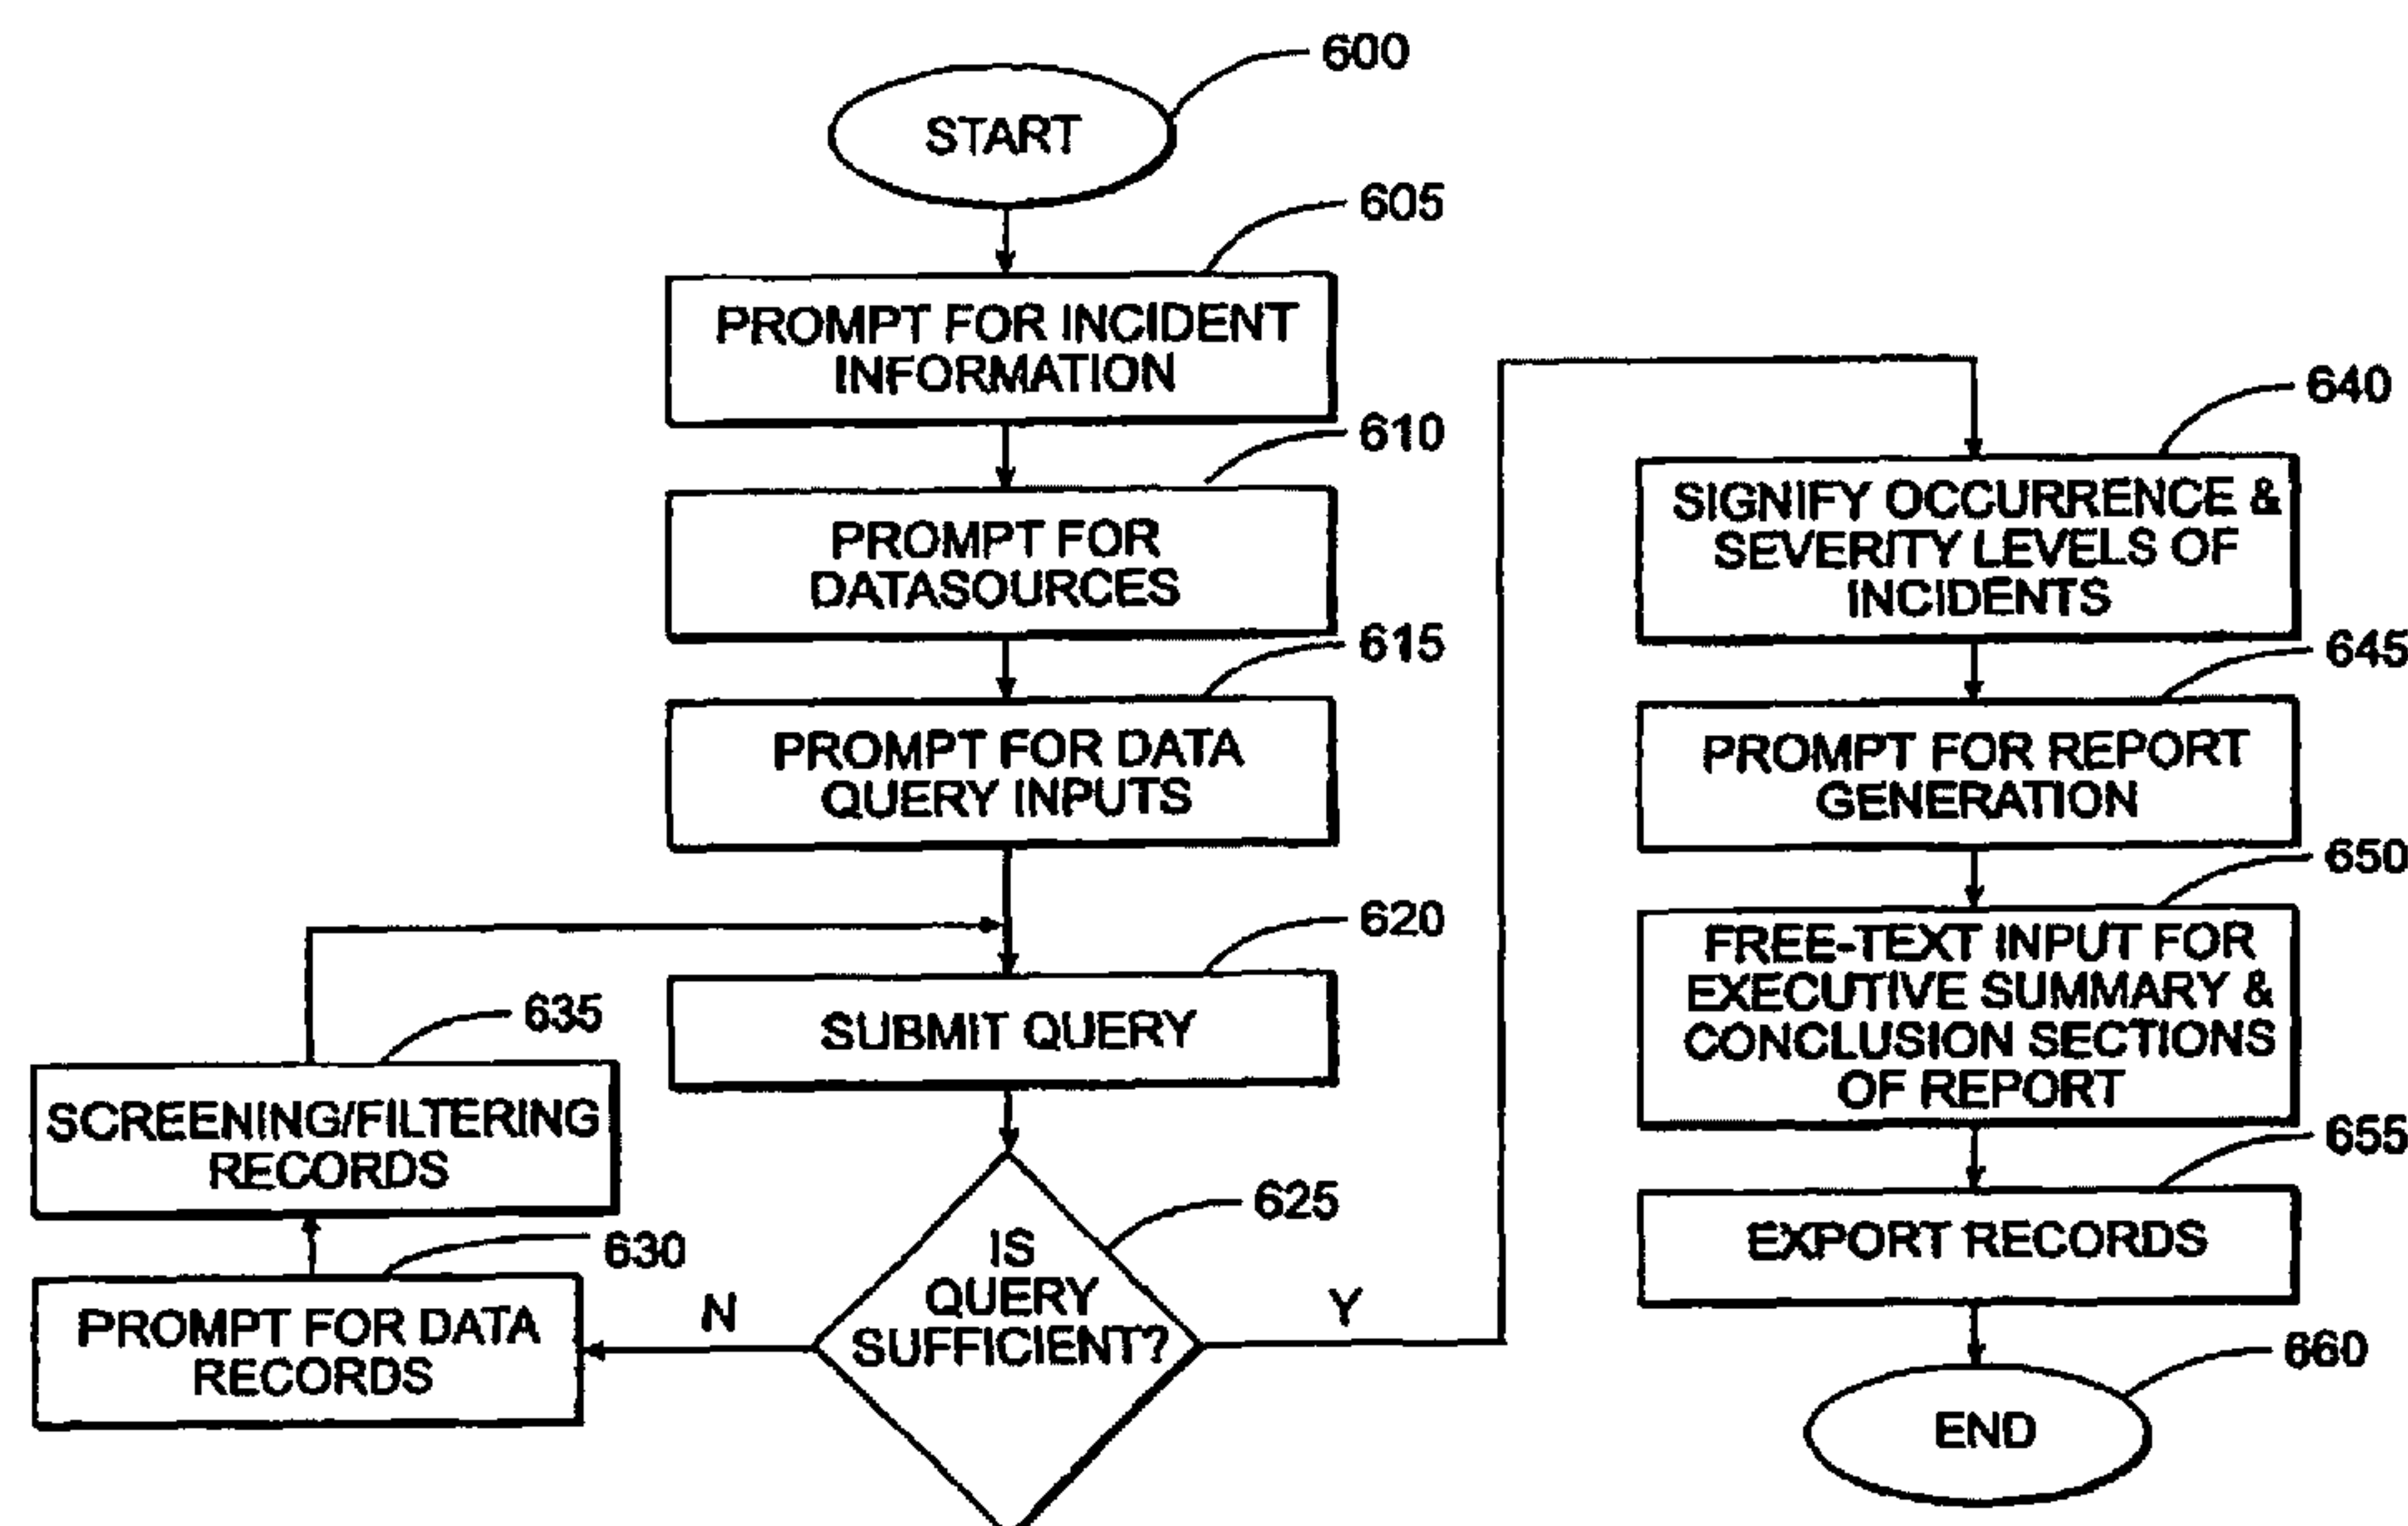 600
START
605
PROMPT FOR INCIDENT
INFORMATION
610
PROMPT FOR
DATASOURCES
615
PROMPT FOR DATA
QUERY INPUTS
620
SUBMIT QUERY
625
IS
QUERY
SUFFICIENT?
N
Y
630
PROMPT FOR DATA
RECORDS
635
SCREENING/FILTERING
RECORDS
640
SIGNIFY OCCURRENCE &
SEVERITY LEVELS OF
INCIDENTS
645
PROMPT FOR REPORT
GENERATION
650
FREE-TEXT INPUT FOR
EXECUTIVE SUMMARY &
CONCLUSION SECTIONS
OF REPORT
655
EXPORT RECORDS
660
END